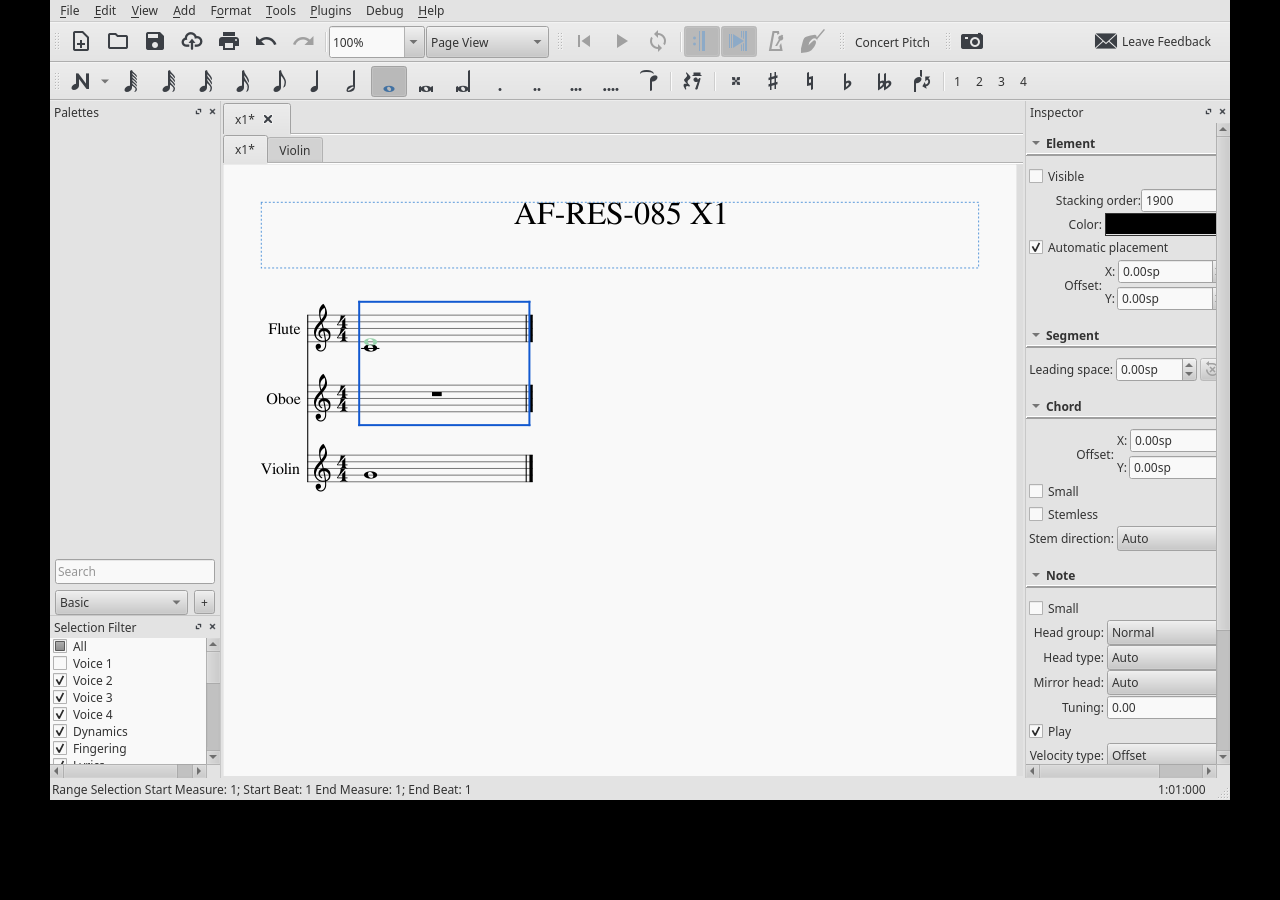 File Edit View Add Format Tools Plugins Debug Help
100% Page View Concert Pitch Leave Feedback
1 2 3 4
Palettes
Search
Basic +
Selection Filter
All
Voice 1
Voice 2
Voice 3
Voice 4
Dynamics
Fingering
Lyrics
x1*
x1* Violin
AF-RES-085 X1
Flute
Oboe
Violin
Inspector
Element
Visible
Stacking order: 1900
Color:
Automatic placement
Offset: X: 0.00sp
Y: 0.00sp
Segment
Leading space: 0.00sp
Chord
Offset: X: 0.00sp
Y: 0.00sp
Small
Stemless
Stem direction: Auto
Note
Small
Head group: Normal
Head type: Auto
Mirror head: Auto
Tuning: 0.00
Play
Velocity type: Offset
Range Selection Start Measure: 1; Start Beat: 1 End Measure: 1; End Beat: 1 1:01:000